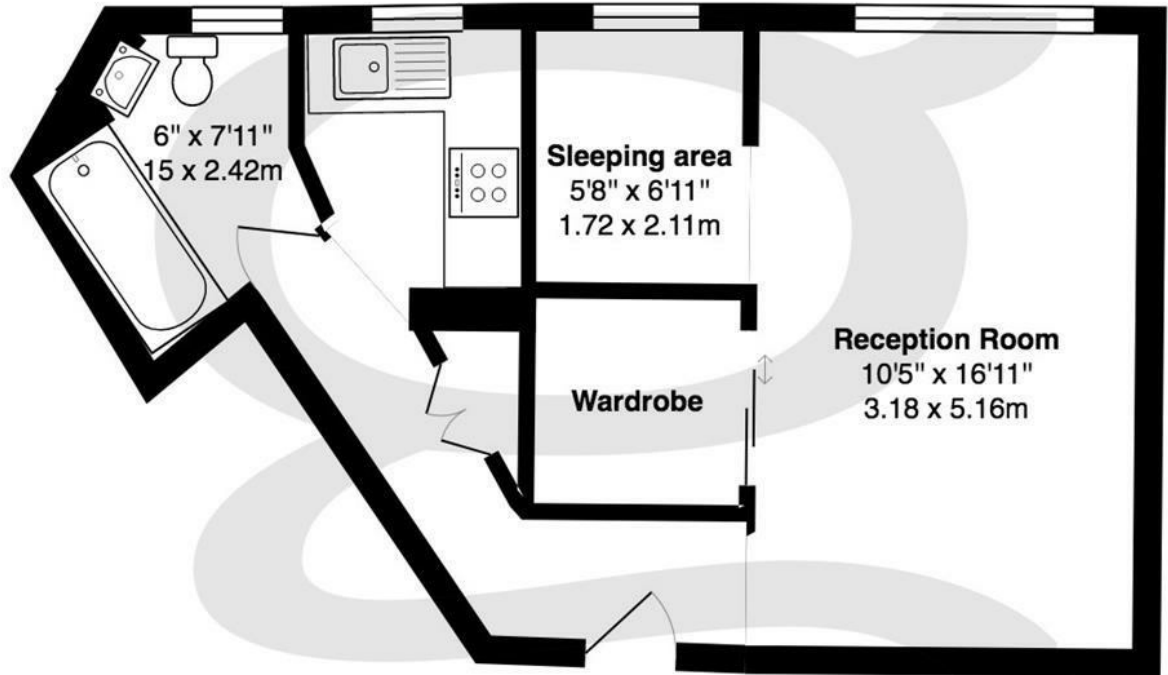 6" x 7'11"
15 x 2.42m
Sleeping area
5'8" x 6'11"
1.72 x 2.11m
Wardrobe
Reception Room
10'5" x 16'11"
3.18 x 5.16m